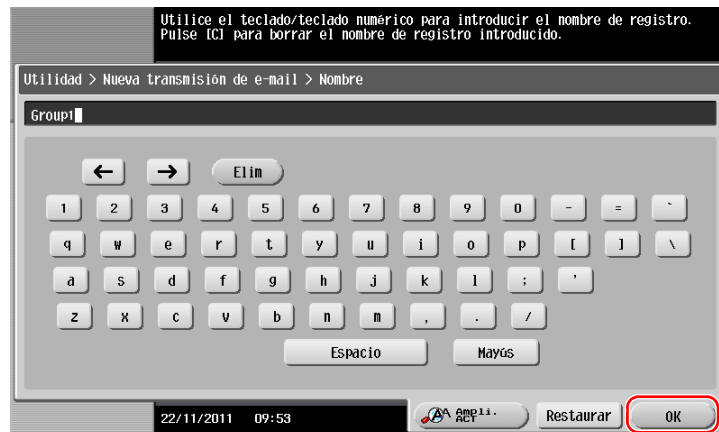 Utilice el teclado/teclado numérico para introducir el nombre de registro.
Pulse [C] para borrar el nombre de registro introducido.
Utilidad > Nueva transmisión de e-mail > Nombre
Group1
← → Elim
1 2 3 4 5 6 7 8 9 0 - = `
q w e r t y u i o p [ ] \
a s d f g h j k l ; '
z x c v b n m , . /
Espacio Mayús
22/11/2011 09:53 Ampli. ACT Restaurar OK